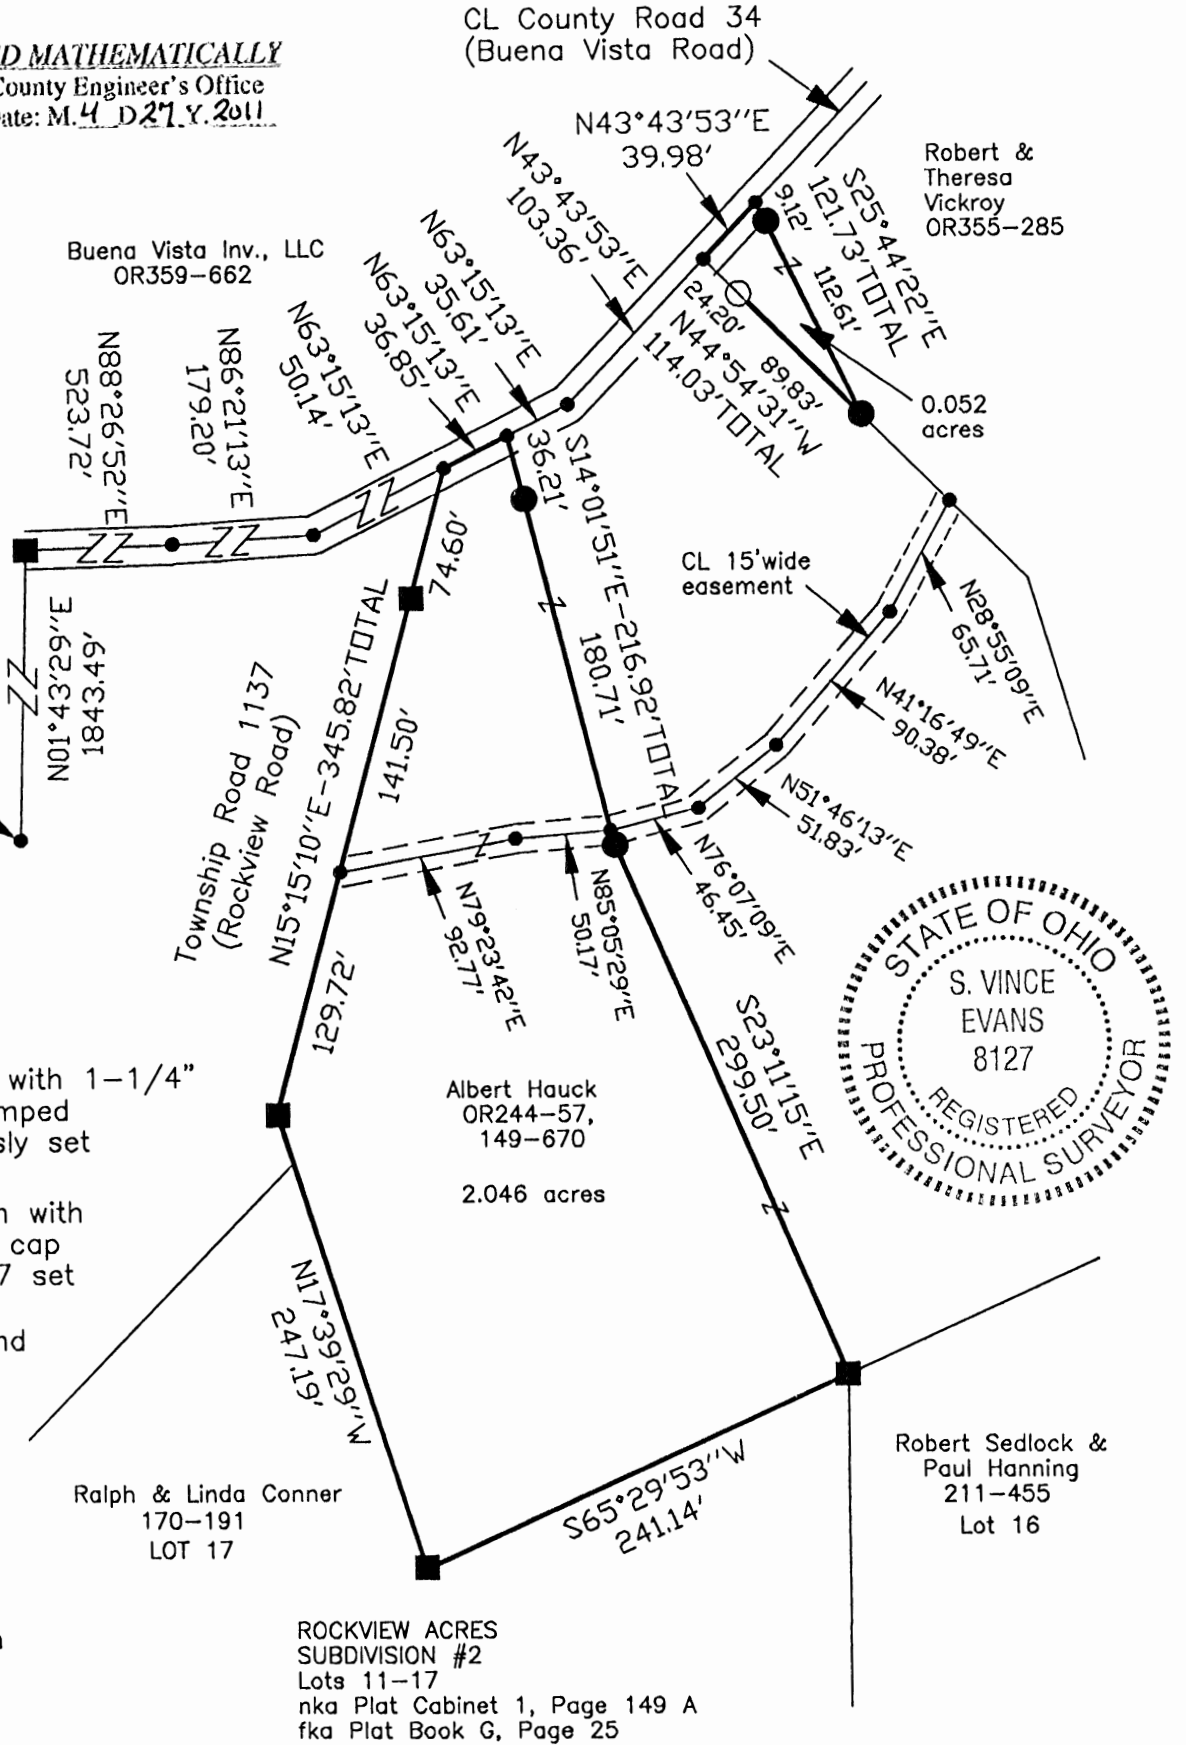 CL County Road 34
(Buena Vista Road)
D MATHEMATICALLY
County Engineer's Office
ate: M.4 D27 Y.2011
N43°43'53"E
39.98'
N43°43'53"E
103.36'
N63°15'13"E
35.61'
N63°15'13"E
36.85'
N63°15'13"E
50.14'
N86°21'13"E
179.20'
N88°26'52"E
523.72'
Buena Vista Inv., LLC
OR359-662
Robert &
Theresa
Vickroy
OR355-285
S25°44'22"E
121.73'TOTAL
9.12'
112.61'
24.20'
89.83'
N44°54'31"W
114.03'TOTAL
0.052
acres
36.21'
S14°01'51"E-216.92'TOTAL
180.71'
74.60'
141.50'
N15°15'10"E-345.82'TOTAL
129.72'
N01°43'29"E
1843.49'
Township Road 1137
(Rockview Road)
CL 15'wide
easement
N28°55'09"E
65.71'
N41°16'49"E
90.38'
N51°46'13"E
51.83'
N76°07'09"E
46.45'
N85°05'29"E
50.17'
N79°23'42"E
92.77'
STATE OF OHIO
S. VINCE
EVANS
8127
REGISTERED
PROFESSIONAL SURVEYOR
S23°11'15"E
299.50'
Albert Hauck
OR244-57,
149-670
2.046 acres
with 1-1/4"
mped
sly set
with
cap
7 set
nd
N17°39'29"W
247.19'
S65°29'53"W
241.14'
Ralph & Linda Conner
170-191
LOT 17
Robert Sedlock &
Paul Hanning
211-455
Lot 16
ROCKVIEW ACRES
SUBDIVISION #2
Lots 11-17
nka Plat Cabinet 1, Page 149 A
fka Plat Book G, Page 25